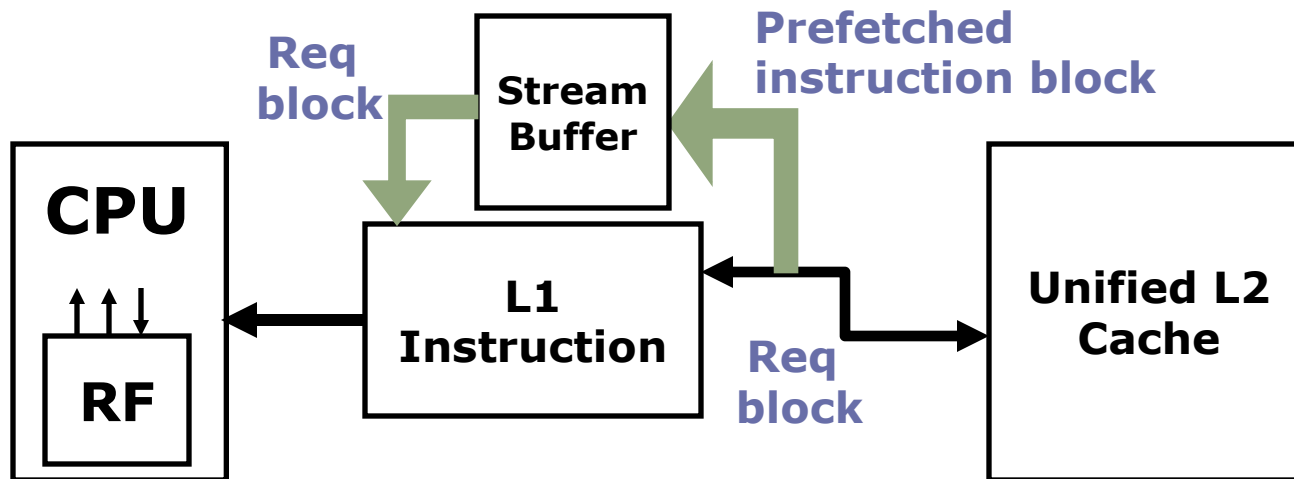 Req
block
Stream
Buffer
Prefetched
instruction block
CPU
RF
L1
Instruction
Req
block
Unified L2
Cache